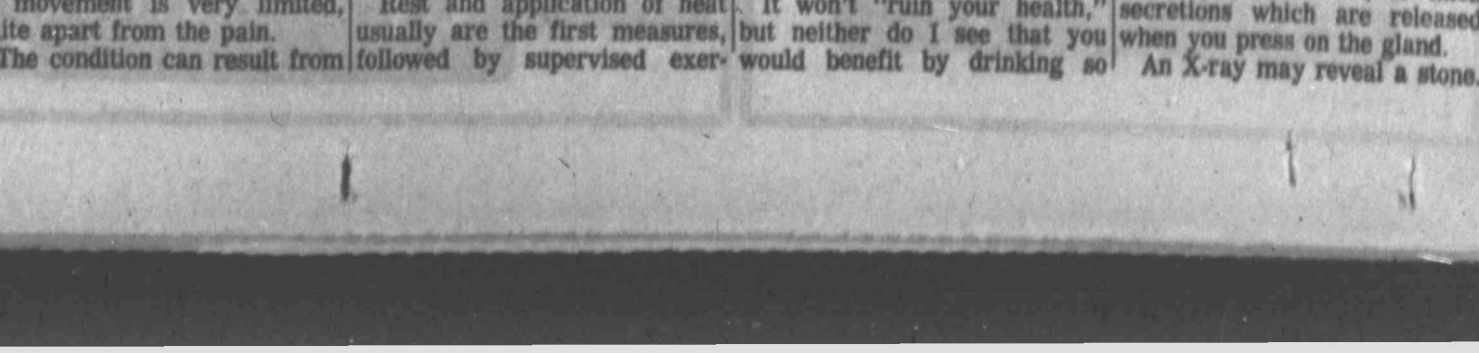 movement is very limited,
ite apart from the pain.
The condition can result from
Rest and application of heat
usually are the first measures,
followed by supervised exer-
It won't "ruin your health,"
but neither do I see that you
would benefit by drinking so
secretions which are released
when you press on the gland.
An X-ray may reveal a stone.